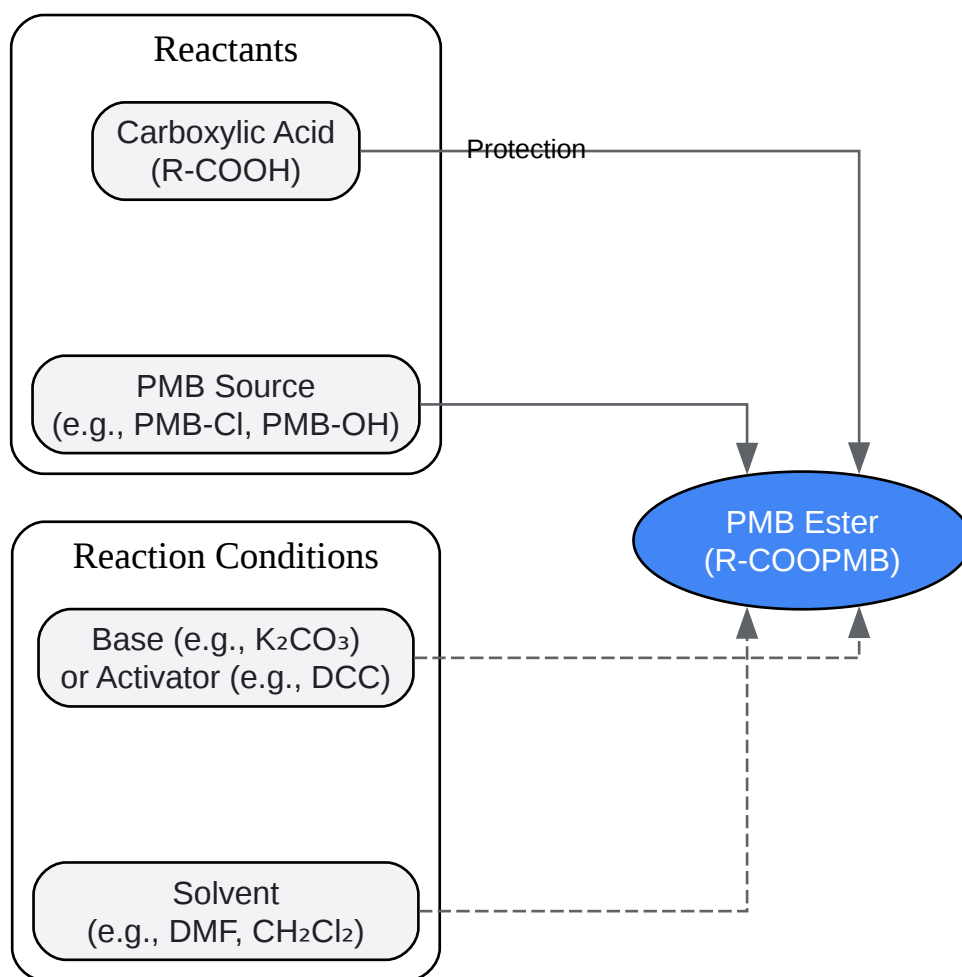 Reactants
Carboxylic Acid
(R-COOH)
Protection
PMB Source
(e.g., PMB-Cl, PMB-OH)
PMB Ester
(R-COOPMB)
Reaction Conditions
Base (e.g., K₂CO₃)
or Activator (e.g., DCC)
Solvent
(e.g., DMF, CH₂Cl₂)